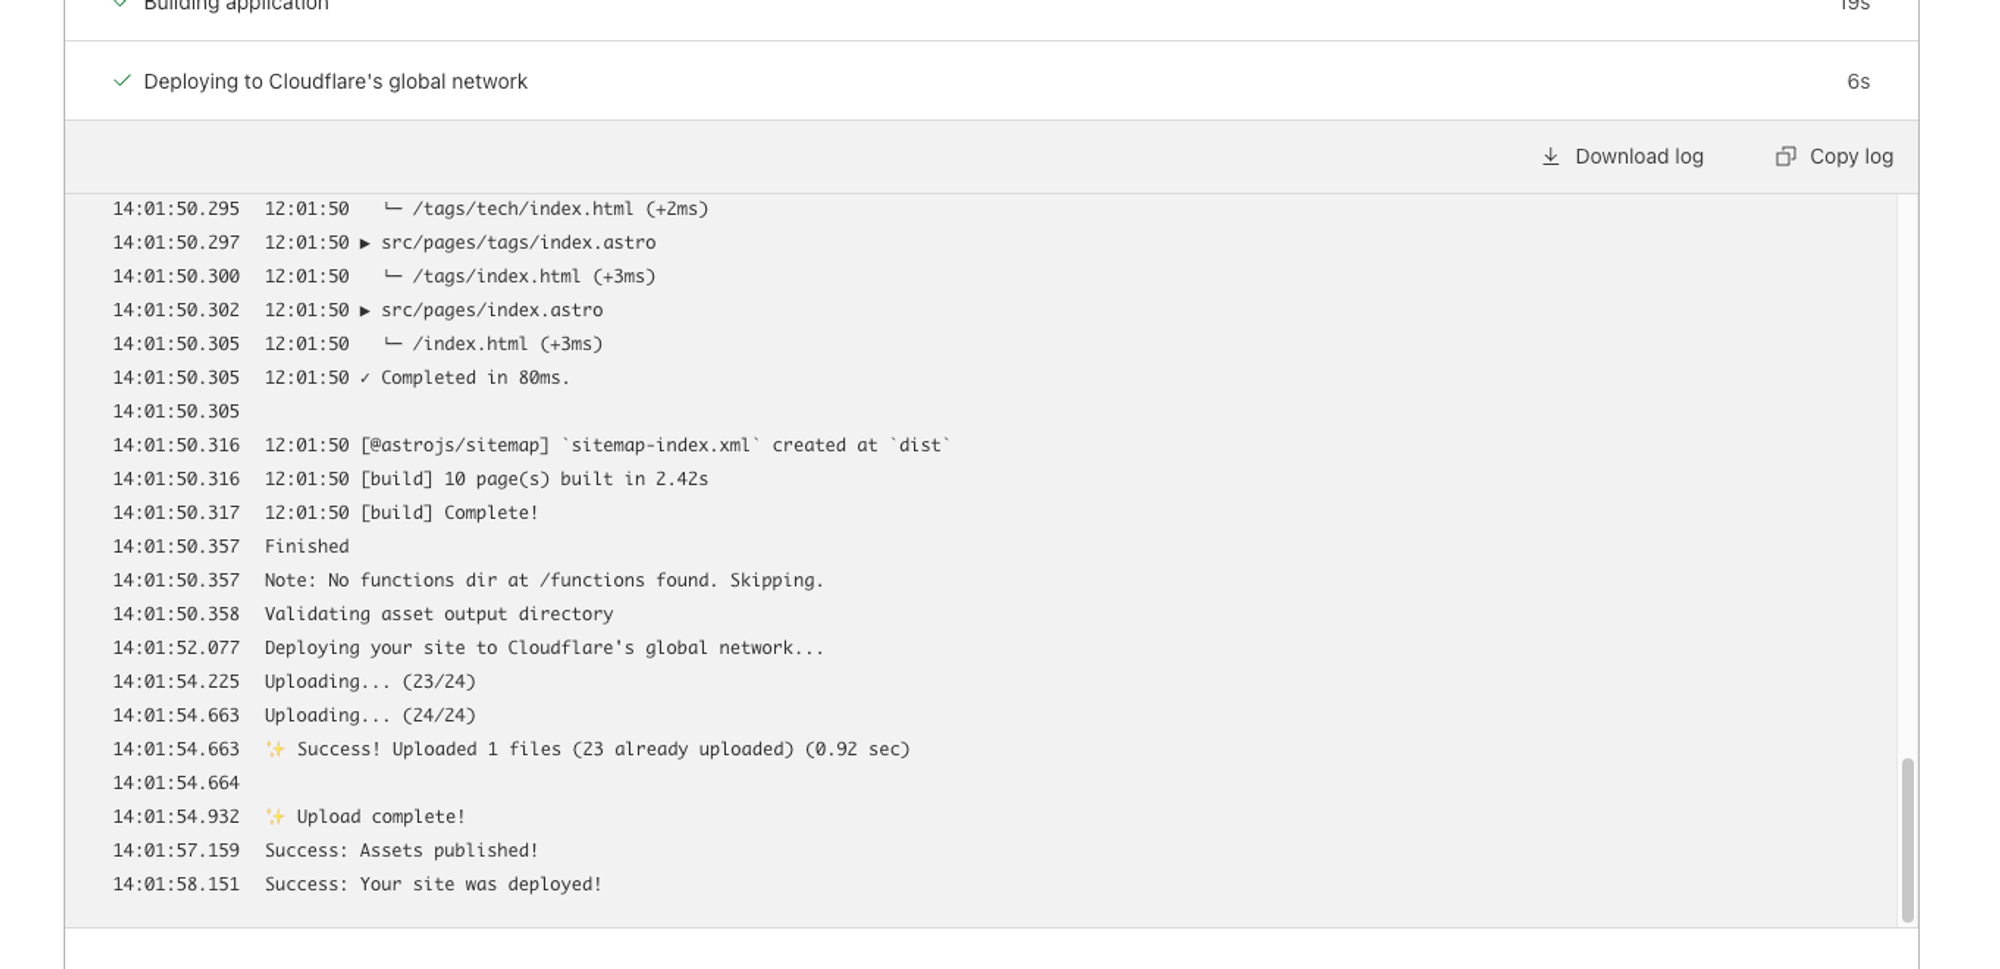 Building application 19s
Deploying to Cloudflare's global network 6s
Download log Copy log
14:01:50.295 12:01:50 └─ /tags/tech/index.html (+2ms)
14:01:50.297 12:01:50 ▶ src/pages/tags/index.astro
14:01:50.300 12:01:50 └─ /tags/index.html (+3ms)
14:01:50.302 12:01:50 ▶ src/pages/index.astro
14:01:50.305 12:01:50 └─ /index.html (+3ms)
14:01:50.305 12:01:50 ✓ Completed in 80ms.
14:01:50.305
14:01:50.316 12:01:50 [@astrojs/sitemap] `sitemap-index.xml` created at `dist`
14:01:50.316 12:01:50 [build] 10 page(s) built in 2.42s
14:01:50.317 12:01:50 [build] Complete!
14:01:50.357 Finished
14:01:50.357 Note: No functions dir at /functions found. Skipping.
14:01:50.358 Validating asset output directory
14:01:52.077 Deploying your site to Cloudflare's global network...
14:01:54.225 Uploading... (23/24)
14:01:54.663 Uploading... (24/24)
14:01:54.663 ✨ Success! Uploaded 1 files (23 already uploaded) (0.92 sec)
14:01:54.664
14:01:54.932 ✨ Upload complete!
14:01:57.159 Success: Assets published!
14:01:58.151 Success: Your site was deployed!